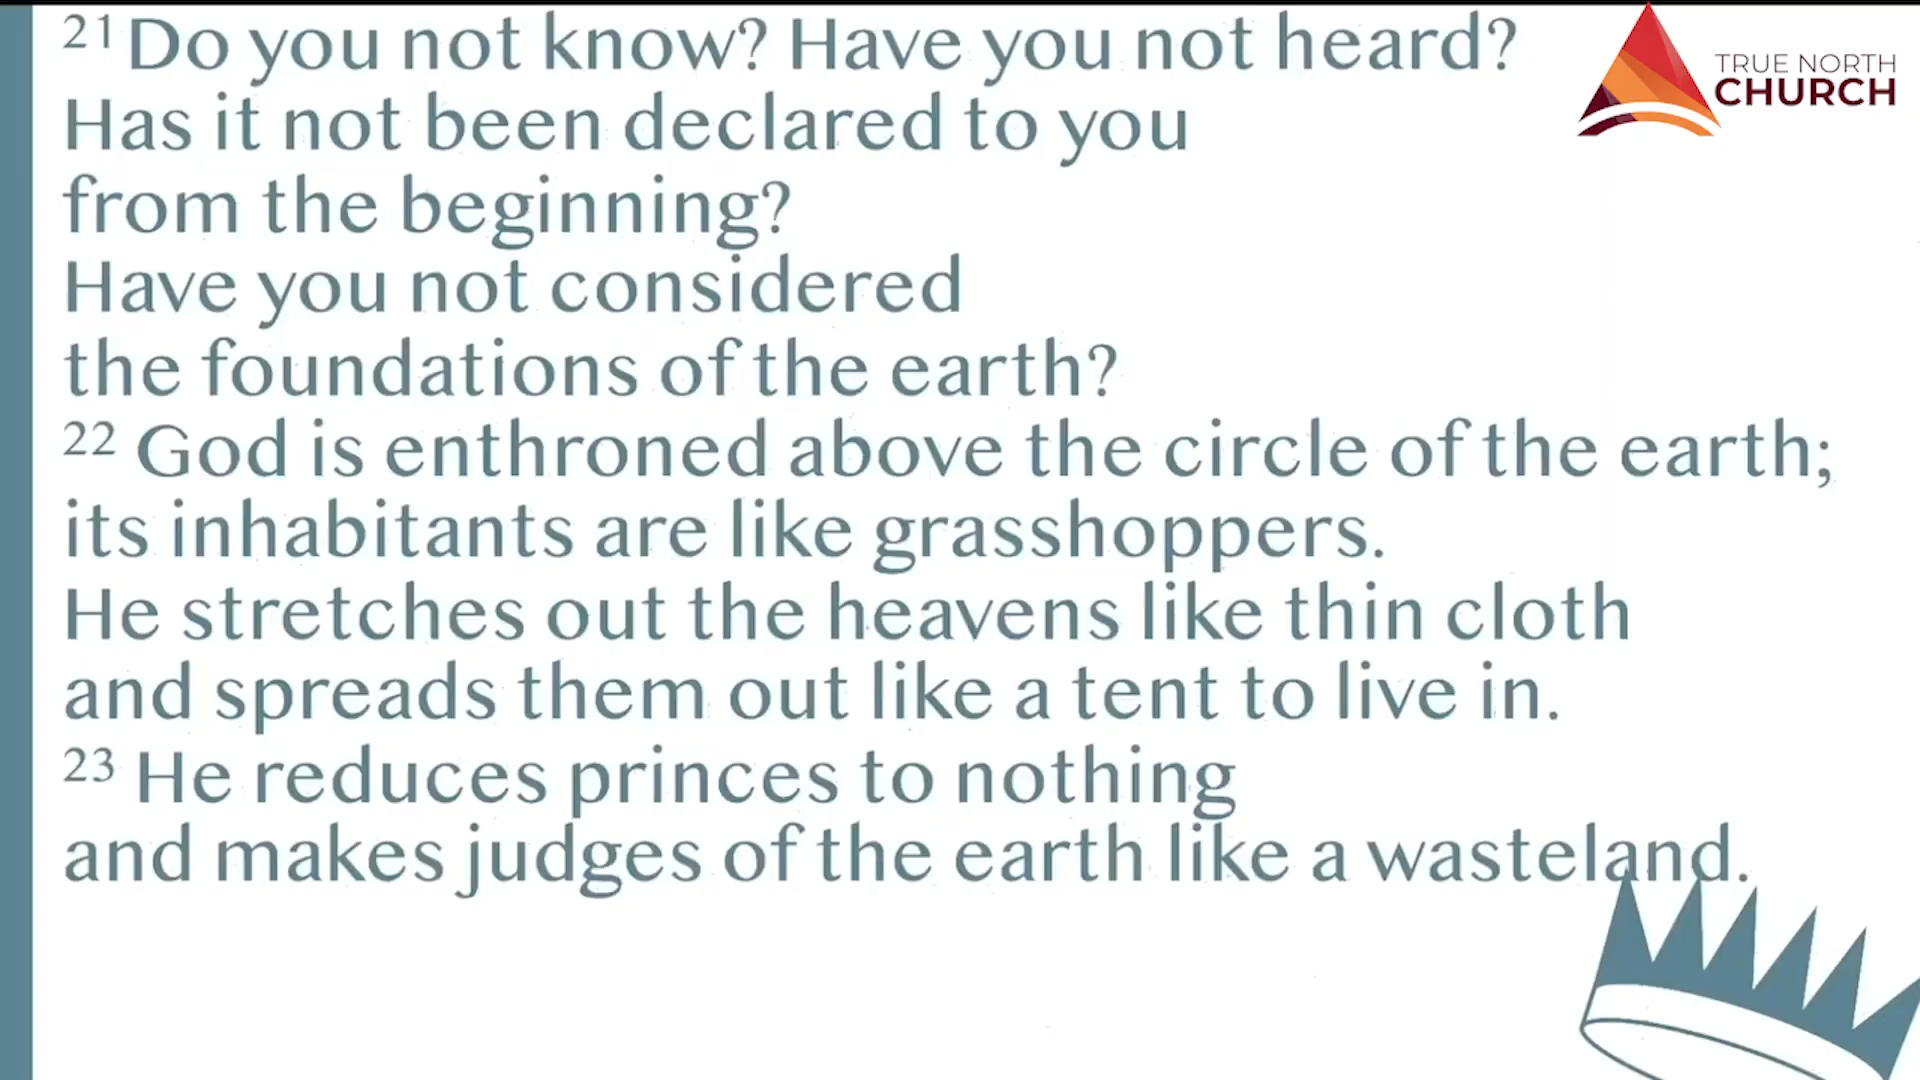 21 Do you not know? Have you not heard?
Has it not been declared to you
from the beginning?
Have you not considered
the foundations of the earth?
22 God is enthroned above the circle of the earth;
its inhabitants are like grasshoppers.
He stretches out the heavens like thin cloth
and spreads them out like a tent to live in.
23 He reduces princes to nothing
and makes judges of the earth like a wasteland.
TRUE NORTH
CHURCH